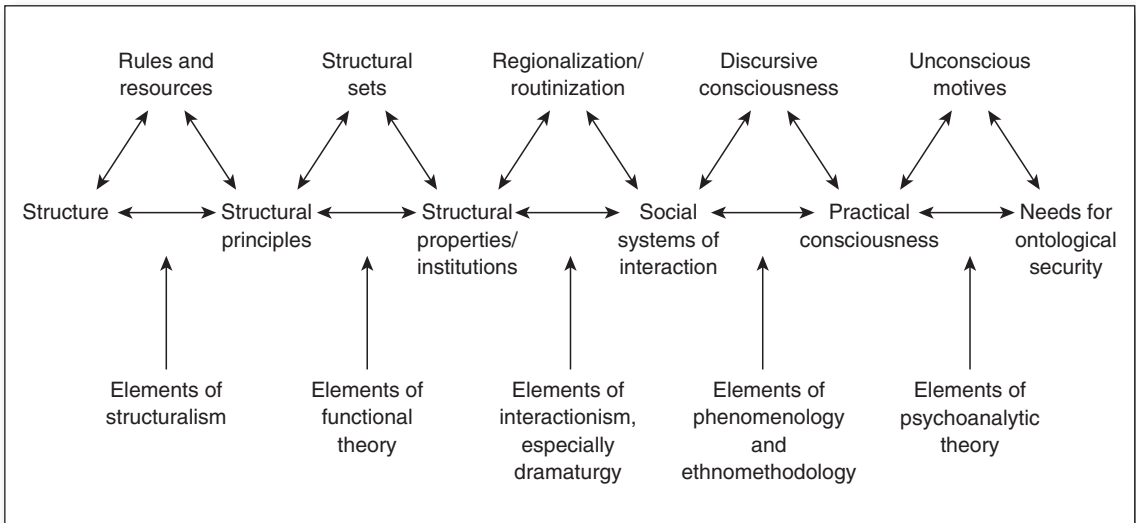 Rules and
resources
Structural
sets
Regionalization/
routinization
Discursive
consciousness
Unconscious
motives
Structure
Structural
principles
Structural
properties/
institutions
Social
systems of
interaction
Practical
consciousness
Needs for
ontological
security
Elements of
structuralism
Elements of
functional
theory
Elements of
interactionism,
especially
dramaturgy
Elements of
phenomenology
and
ethnomethodology
Elements of
psychoanalytic
theory